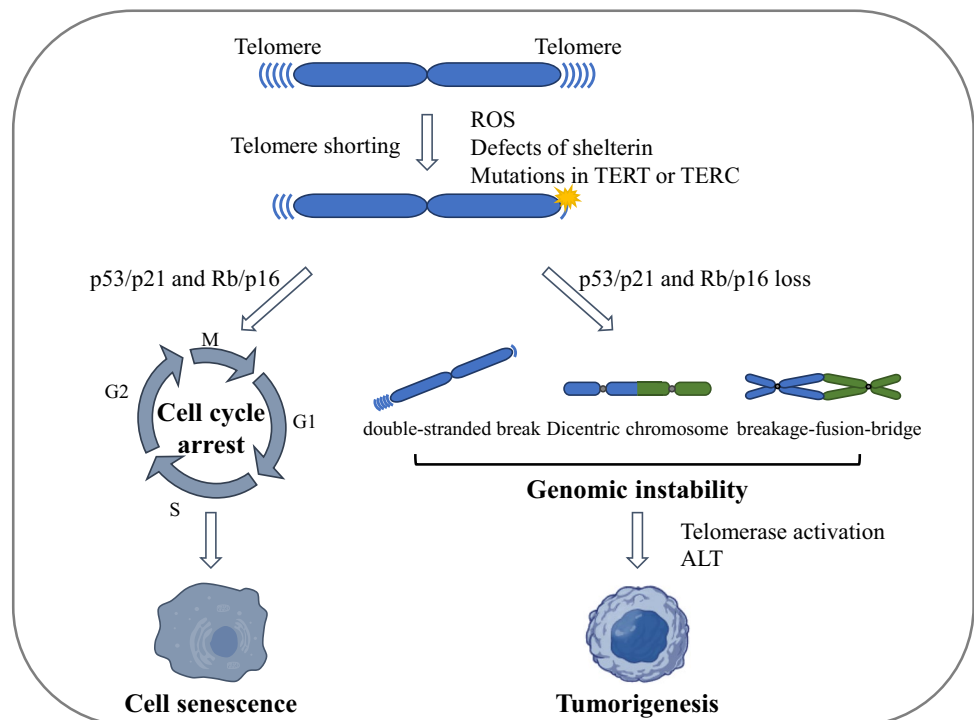 Telomere
Telomere
Telomere shorting
ROS
Defects of shelterin
Mutations in TERT or TERC
p53/p21 and Rb/p16
p53/p21 and Rb/p16 loss
M
G2
G1
S
Cell cycle
arrest
double-stranded break
Dicentric chromosome
breakage-fusion-bridge
Genomic instability
Telomerase activation
ALT
Cell senescence
Tumorigenesis